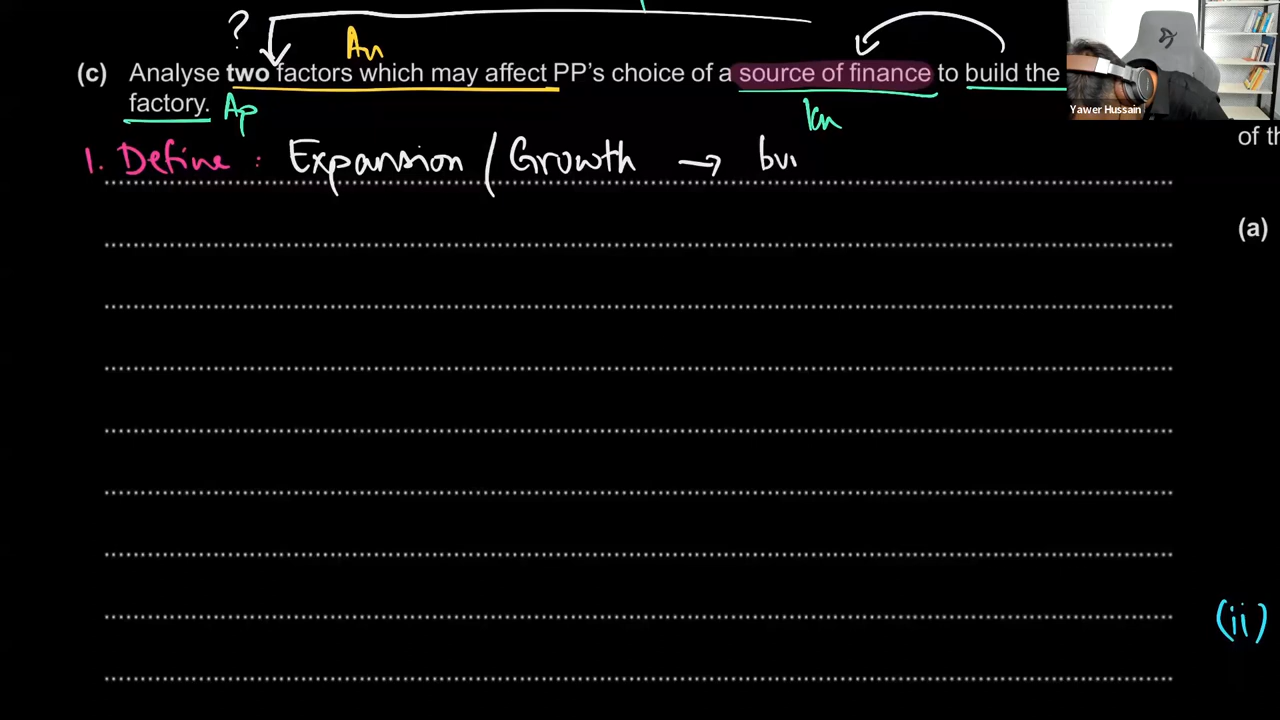 ?
An
(c) Analyse two factors which may affect PP's choice of a source of finance to build the
factory. Ap
Kn
Yawer Hussain
of th
1. Define : Expansion / Growth → bui
(a)
(ii)